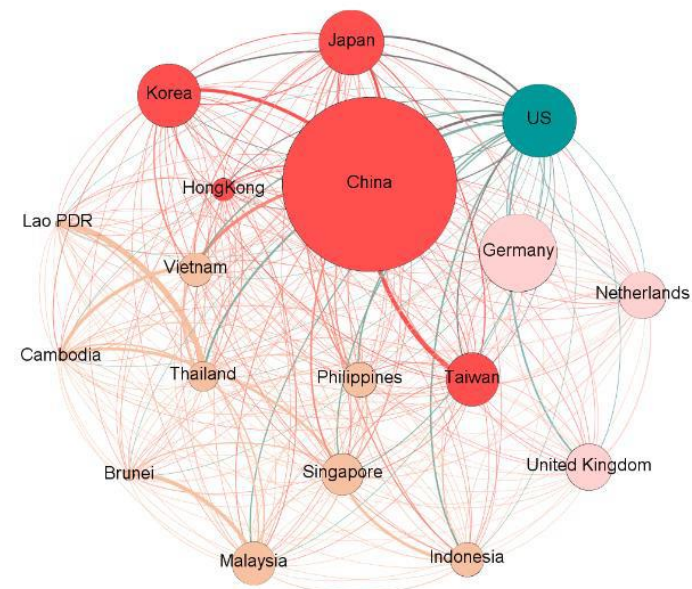 Japan
Korea
US
China
HongKong
Lao PDR
Germany
Vietnam
Netherlands
Cambodia
Thailand
Philippines
Taiwan
Brunei
Singapore
United Kingdom
Malaysia
Indonesia